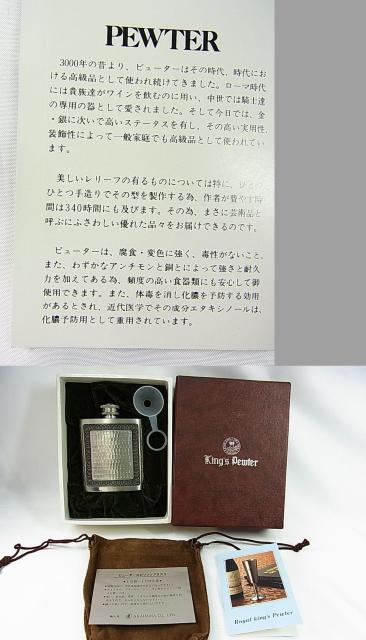 PEWTER
3000年の昔より、ピューターはその時代、時代にお
ける高級品として使われ続けてきました。ローマ時代
には貴族達がワインを飲むのに用い、中世では騎士達
の専用の器として愛されました。そして今日では、金
・銀に次いで高いステータスを有し、その高い実用性、
装飾性によって一般家庭でも高級品として使われてい
ます。
美しいレリーフの有るものについては特に、ひとつ
ひとつ手造りでその型を製作する為、作者が費やす時
間は340時間にも及びます。その為、まさに芸術品と
呼ぶにふさわしい優れた品々をお届けできるのです。
ピューターは、腐食・変色に強く、毒性がないこと、
また、わずかなアンチモンと銅とによって強さと耐久
力を加えてある為、頻度の高い食器類にも安心して御
使用できます。また、体毒を消し化膿を予防する効用
があるとされ、近代医学でその成分エタキシノールは、
化膿予防用として重用されています。
King's Pewter
Royal king's Pewter